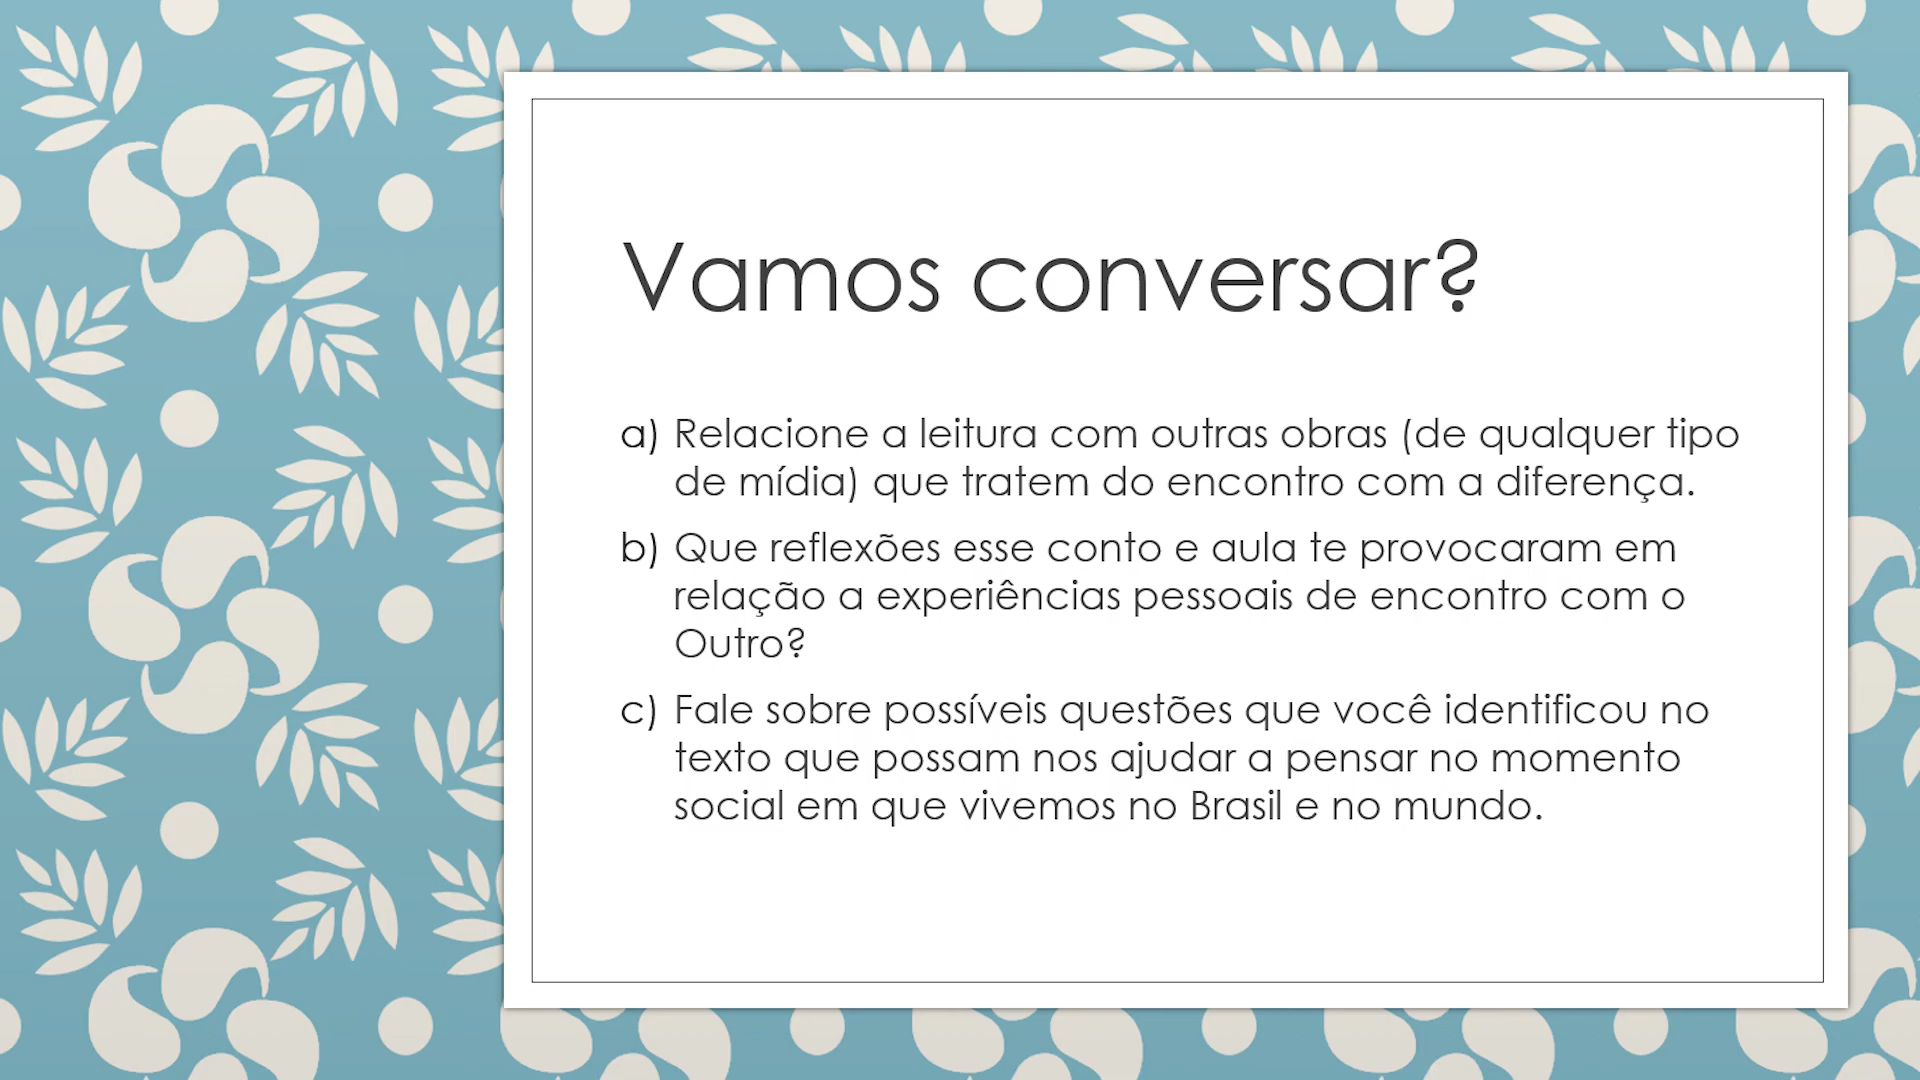 Vamos conversar?
a) Relacione a leitura com outras obras (de qualquer tipo
de mídia) que tratem do encontro com a diferença.
b) Que reflexões esse conto e aula te provocaram em
relação a experiências pessoais de encontro com o
Outro?
c) Fale sobre possíveis questões que você identificou no
texto que possam nos ajudar a pensar no momento
social em que vivemos no Brasil e no mundo.